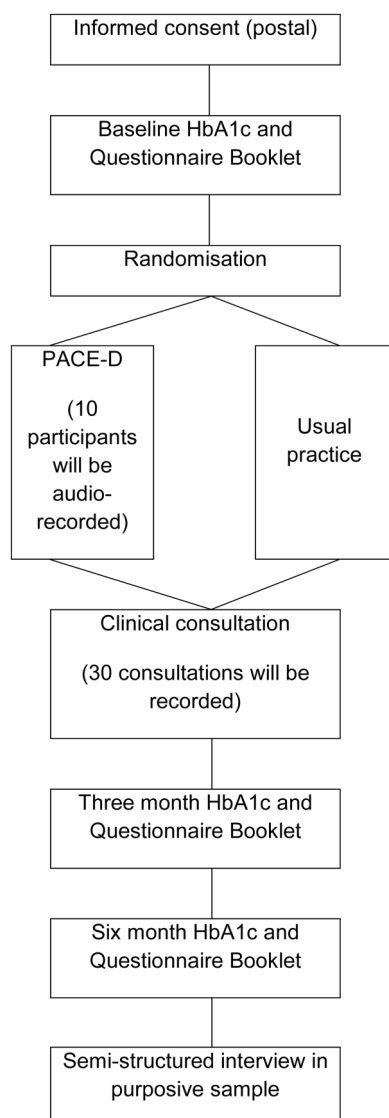 Informed consent (postal)
Baseline HbA1c and
Questionnaire Booklet
Randomisation
PACE-D
(10
participants
will be
audio-
recorded)
Usual
practice
Clinical consultation
(30 consultations will be
recorded)
Three month HbA1c and
Questionnaire Booklet
Six month HbA1c and
Questionnaire Booklet
Semi-structured interview in
purposive sample